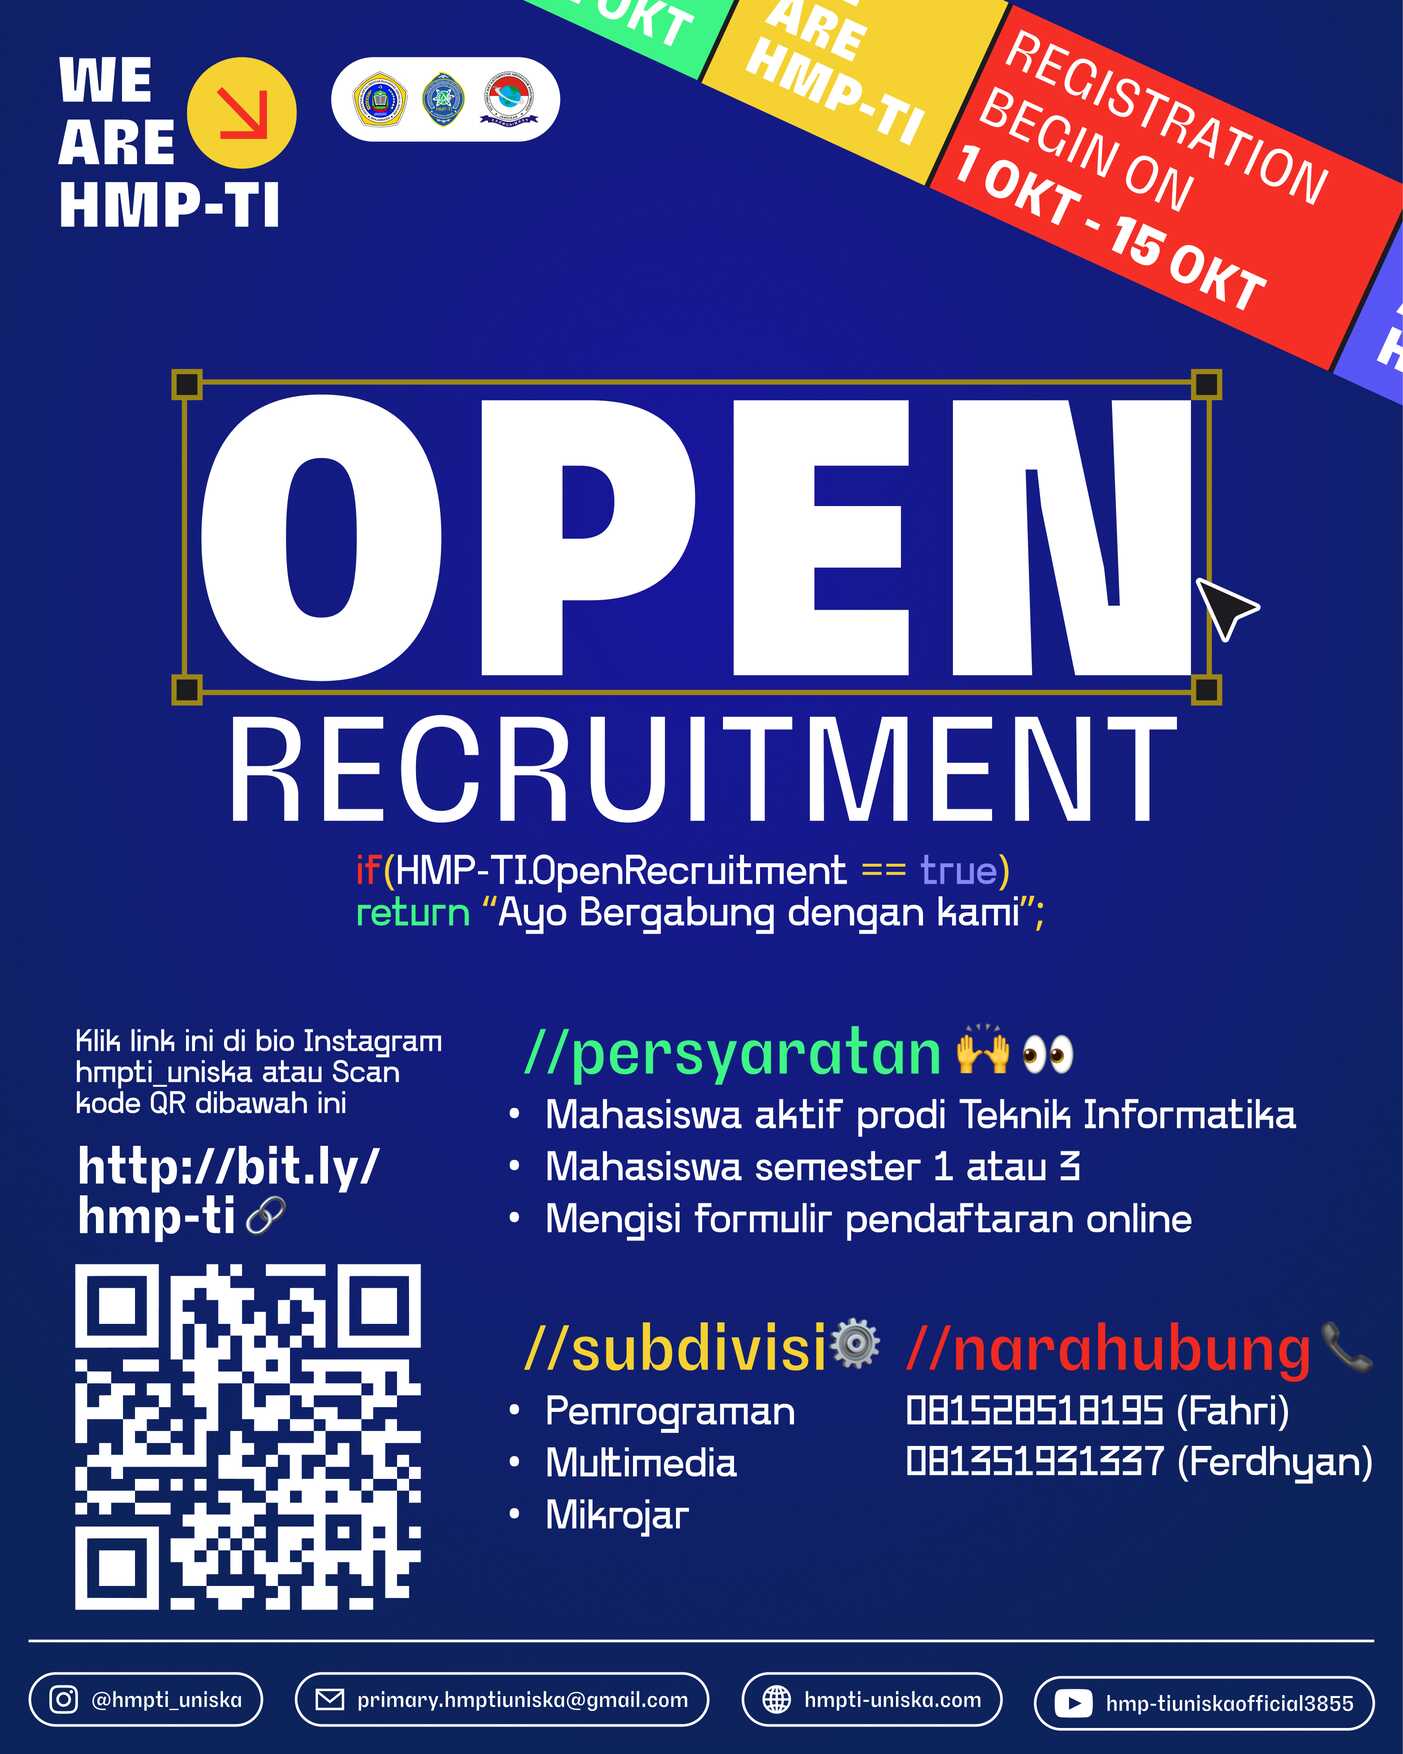 WE
ARE
HMP-TI
OKT
ARE
HMP-TI
REGISTRATION
BEGIN ON
1 OKT - 15 OKT
OPEN
RECRUITMENT
if(HMP-TI.OpenRecruitment == true)
return “Ayo Bergabung dengan kami”;
Klik link ini di bio Instagram
hmpti_uniska atau Scan
kode QR dibawah ini
http://bit.ly/
hmp-ti
//persyaratan
• Mahasiswa aktif prodi Teknik Informatika
• Mahasiswa semester 1 atau 3
• Mengisi formulir pendaftaran online
//subdivisi
• Pemrograman
• Multimedia
• Mikrojar
//narahubung
081528518195 (Fahri)
081351931337 (Ferdhyan)
@hmpti_uniska
primary.hmptiuniska@gmail.com
hmpti-uniska.com
hmp-tiuniskaofficial3855